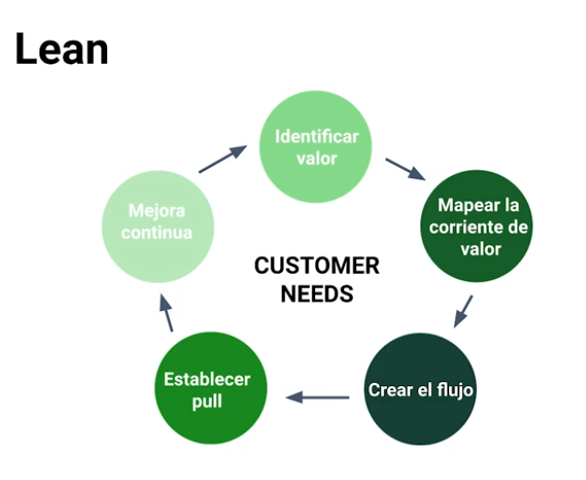 Lean
Identificar
valor
Mapear la
corriente de
valor
Crear el flujo
Establecer
pull
Mejora
continua
CUSTOMER
NEEDS